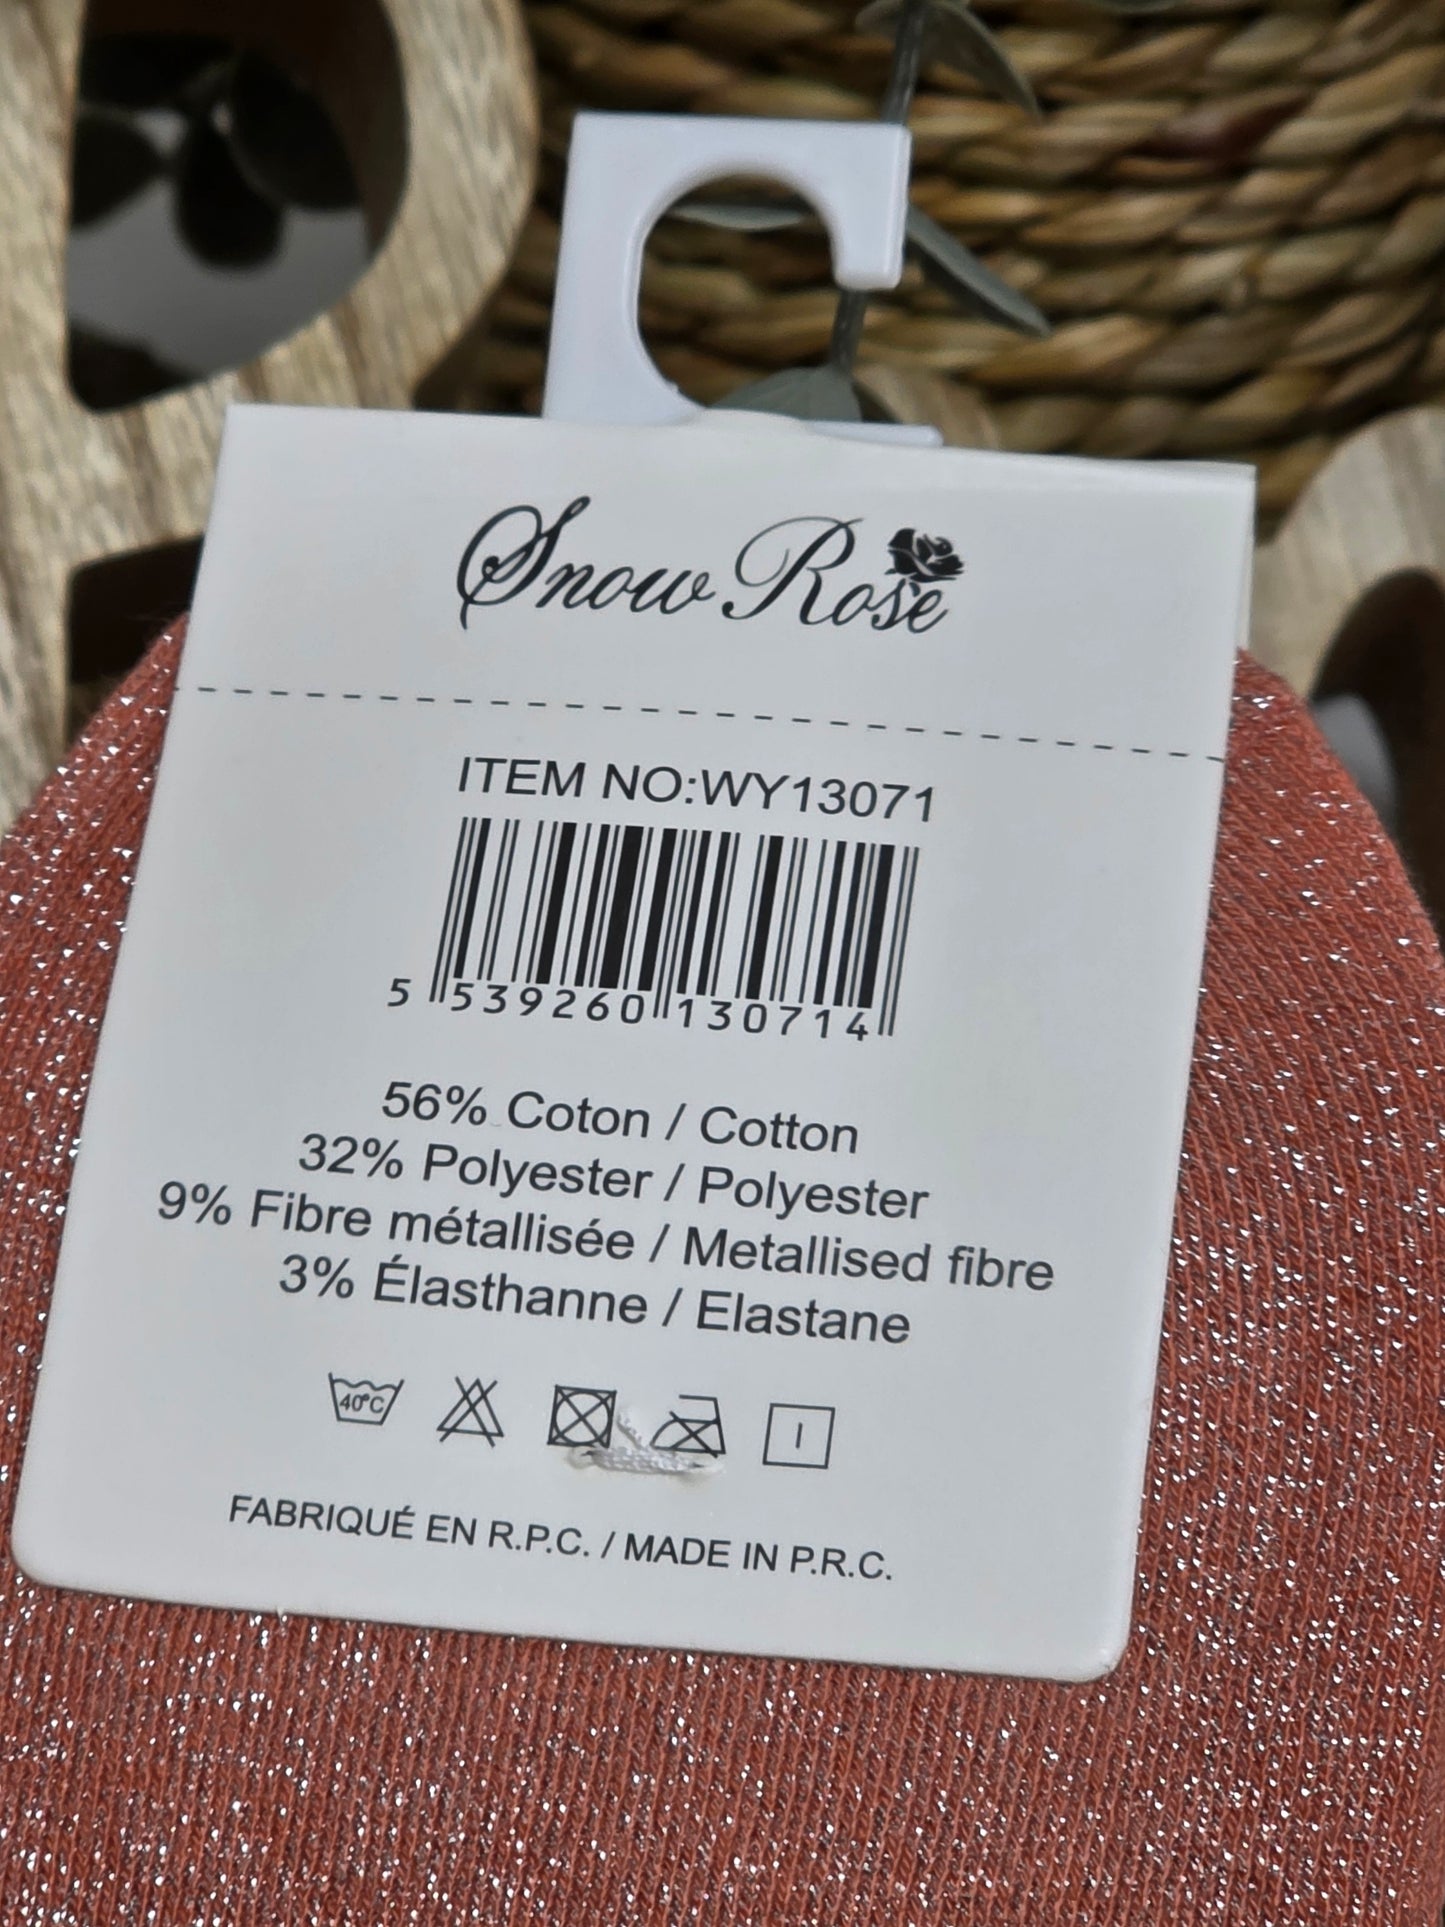 Snow Rose
ITEM NO:WY13071
5 539260 130714
56% Coton / Cotton
32% Polyester / Polyester
9% Fibre métallisée / Metallised fibre
3% Élasthanne / Elastane
40°C
FABRIQUÉ EN R.P.C. / MADE IN P.R.C.